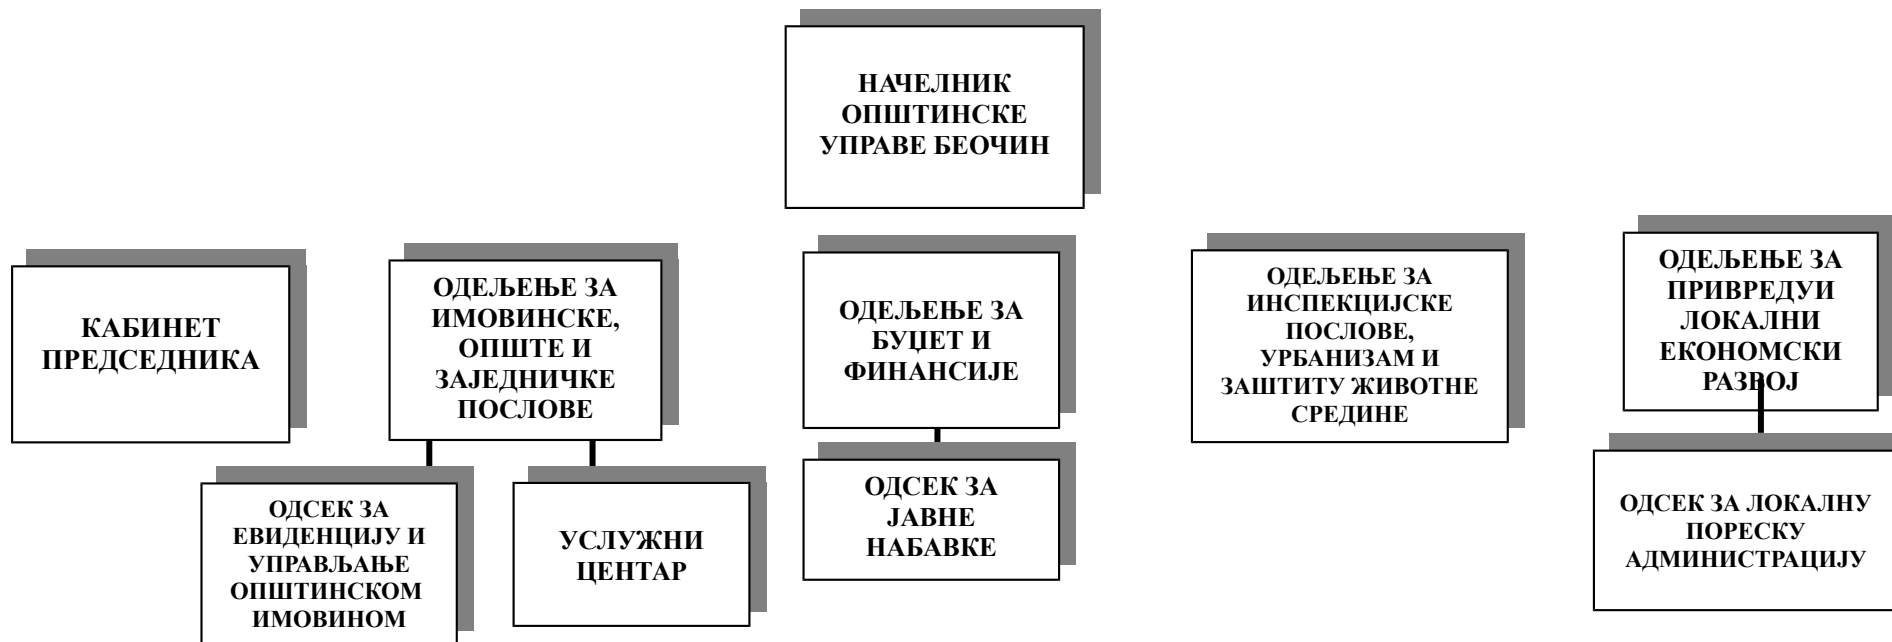 НАЧЕЛНИК
ОПШТИНСКЕ
УПРАВЕ БЕОЧИН
КАБИНЕТ
ПРЕДСЕДНИКА
ОДЕЉЕЊЕ ЗА
ИМОВИНСКЕ,
ОПШТЕ И
ЗАЈЕДНИЧКЕ
ПОСЛОВЕ
ОДЕЉЕЊЕ ЗА
БУЏЕТ И
ФИНАНСИЈЕ
ОДЕЉЕЊЕ ЗА
ИНСПЕКЦИЈСКЕ
ПОСЛОВЕ,
УРБАНИЗАМ И
ЗАШТИТУ ЖИВОТНЕ
СРЕДИНЕ
ОДЕЉЕЊЕ ЗА
ПРИВРЕДУИ
ЛОКАЛНИ
ЕКОНОМСКИ
РАЗВОЈ
ОДСЕК ЗА
ЕВИДЕНЦИЈУ И
УПРАВЉАЊЕ
ОПШТИНСКОМ
ИМОВИНОМ
УСЛУЖНИ
ЦЕНТАР
ОДСЕК ЗА
ЈАВНЕ
НАБАВКЕ
ОДСЕК ЗА ЛОКАЛНУ
ПОРЕСКУ
АДМИНИСТРАЦИЈУ